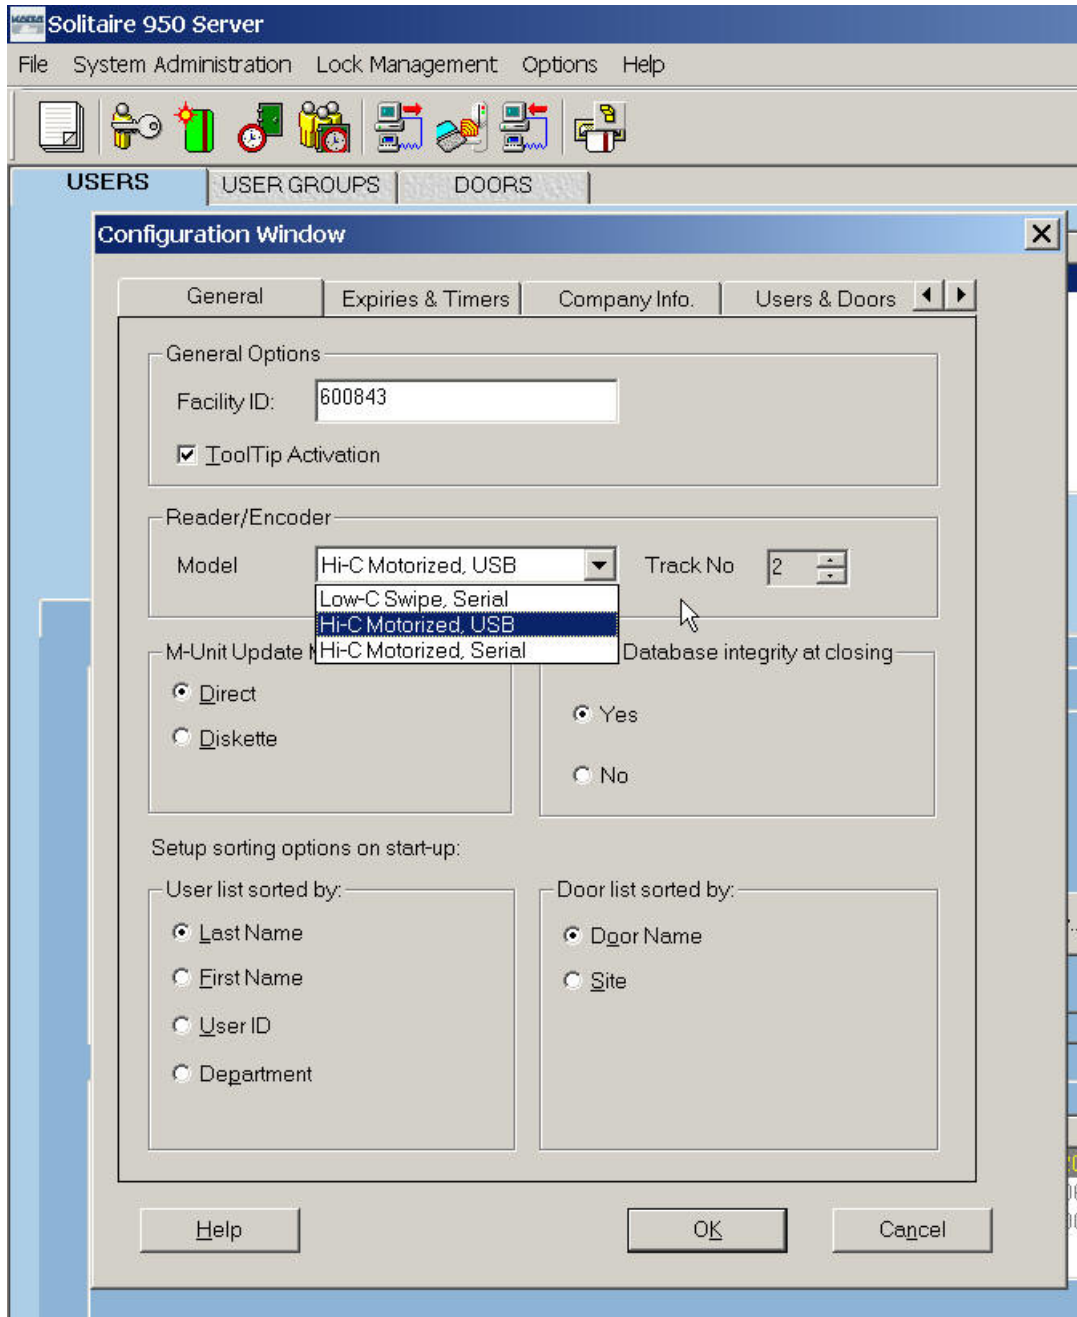 KABA Solitaire 950 Server
File System Administration Lock Management Options Help
USERS USER GROUPS DOORS
Configuration Window
General Expiries & Timers Company Info. Users & Doors
General Options
Facility ID: 600843
ToolTip Activation
Reader/Encoder
Model Hi-C Motorized, USB Track No 2
Low-C Swipe, Serial
Hi-C Motorized, USB
Hi-C Motorized, Serial
M-Unit Update Database integrity at closing
Direct
Yes
Diskette
No
Setup sorting options on start-up:
User list sorted by: Door list sorted by:
Last Name
Door Name
First Name
Site
User ID
Department
Help OK Cancel